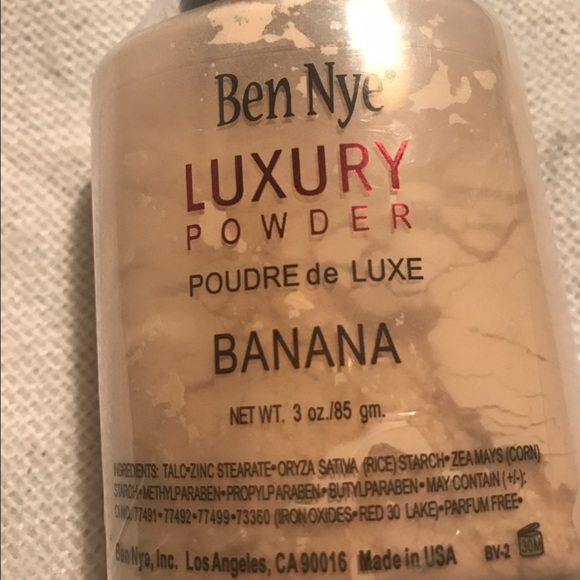 Ben Nye®
LUXURY
POWDER
POUDRE de LUXE
BANANA
NET WT. 3 oz./85 gm.
INGREDIENTS: TALC•ZINC STEARATE•ORYZA SATIVA (RICE) STARCH•ZEA MAYS (CORN)
STARCH•METHYLPARABEN•PROPYLPARABEN•BUTYLPARABEN•MAY CONTAIN (+/-):
CI NO. 77491•77492•77499•73360 (IRON OXIDES•RED 30 LAKE)•PARFUM FREE•
Ben Nye, Inc. Los Angeles, CA 90016 Made in USA BV-2 30M